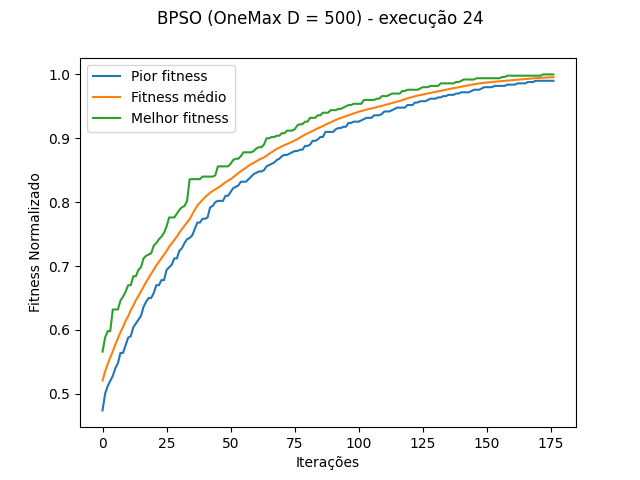 BPSO (OneMax D = 500) - execução 24
Pior fitness
Fitness médio
Melhor fitness
1.0
0.9
0.8
0.7
0.6
0.5
Fitness Normalizado
0 25 50 75 100 125 150 175
Iterações